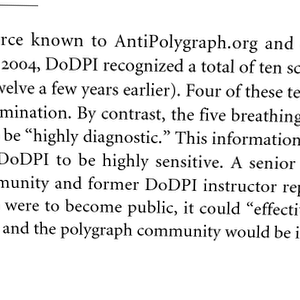 rce known to AntiPolygraph.org and
2004, DoDPI recognized a total of ten sc
welve a few years earlier). Four of these te
mination. By contrast, the five breathing
be “highly diagnostic.” This information
DoDPI to be highly sensitive. A senior
munity and former DoDPI instructor rep
were to become public, it could “effecti
and the polygraph community would be i